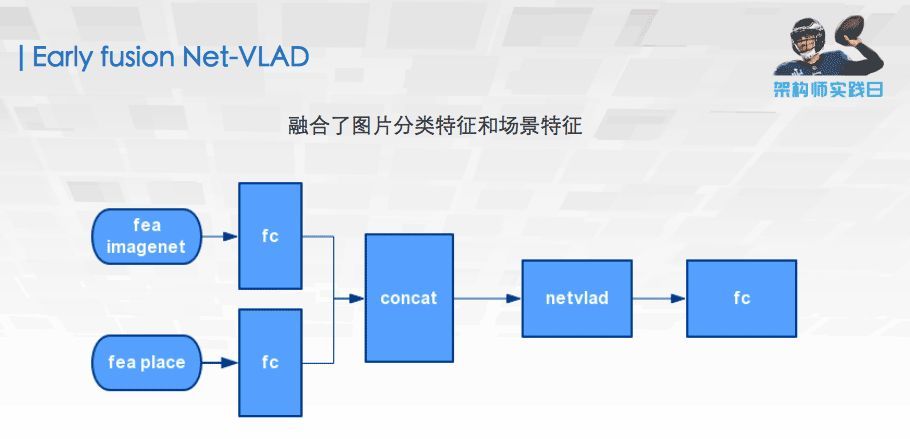 | Early fusion Net-VLAD
架构师实践日
融合了图片分类特征和场景特征
fea
imagenet
fc
concat
netvlad
fc
fea place
fc